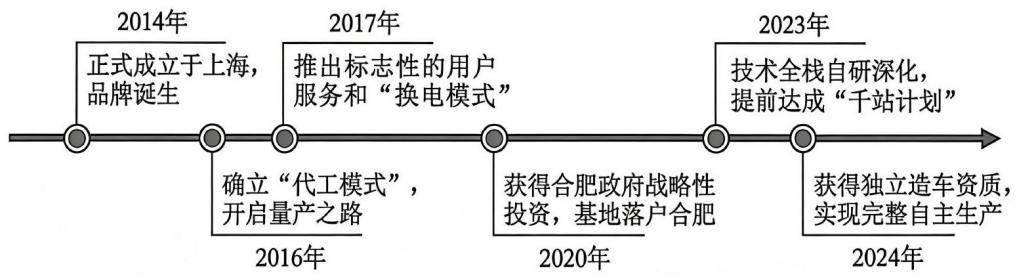 2014年
正式成立于上海，
品牌诞生
2016年
确立“代工模式”，
开启量产之路
2017年
推出标志性的用户
服务和“换电模式”
2020年
获得合肥政府战略性
投资，基地落户合肥
2023年
技术全栈自研深化，
提前达成“千站计划”
2024年
获得独立造车资质，
实现完整自主生产